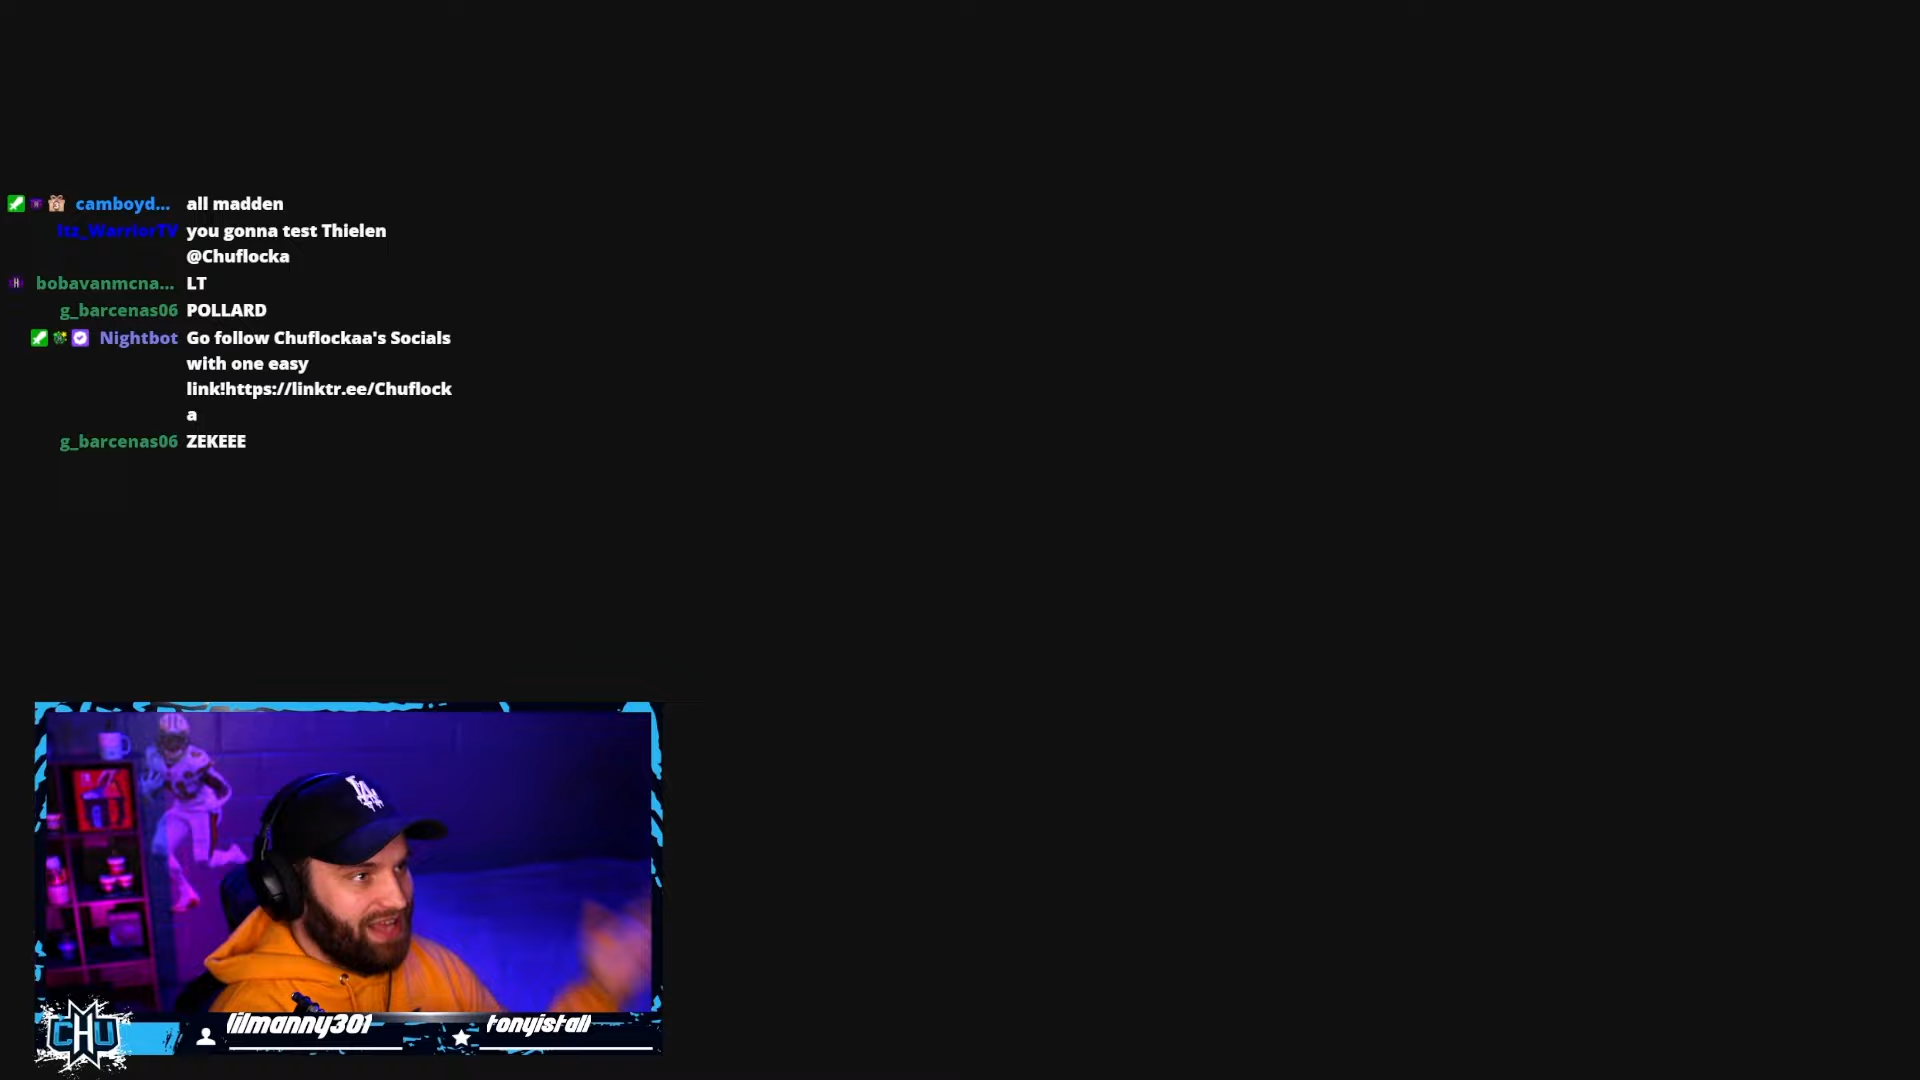 camboyd... all madden
Itz_WarriorTV you gonna test Thielen
@Chuflocka
bobavanmcna... LT
g_barcenas06 POLLARD
Nightbot Go follow Chuflockaa's Socials
with one easy
link!https://linktr.ee/Chuflock
a
g_barcenas06 ZEKEEE
LA
CHU
lilmanny301
tonyistall